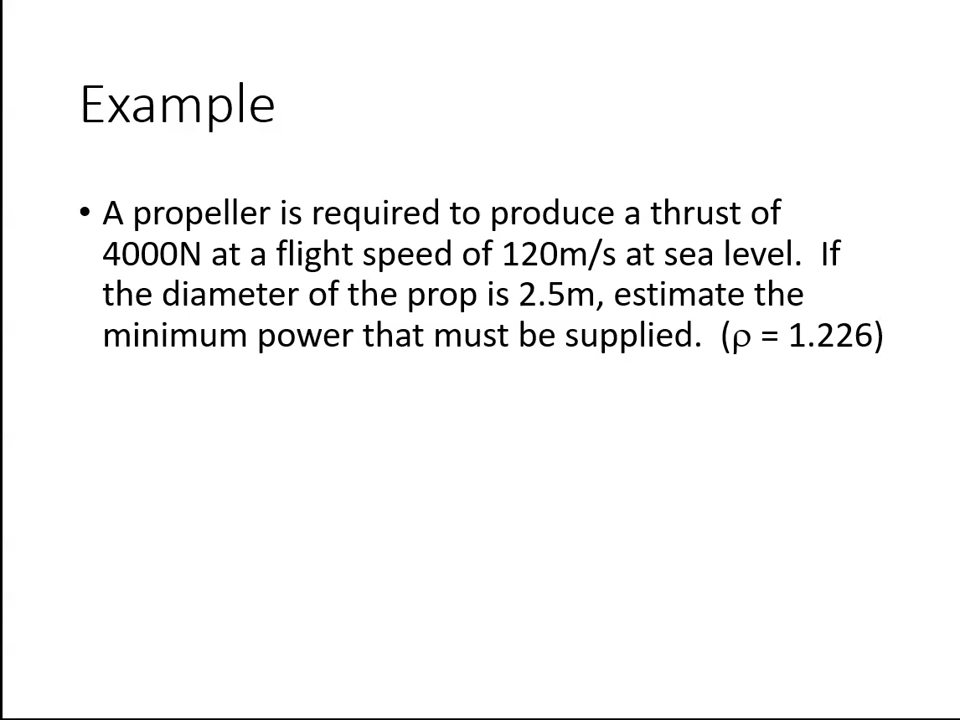 Example
• A propeller is required to produce a thrust of
4000N at a flight speed of 120m/s at sea level.  If
the diameter of the prop is 2.5m, estimate the
minimum power that must be supplied.  (ρ = 1.226)